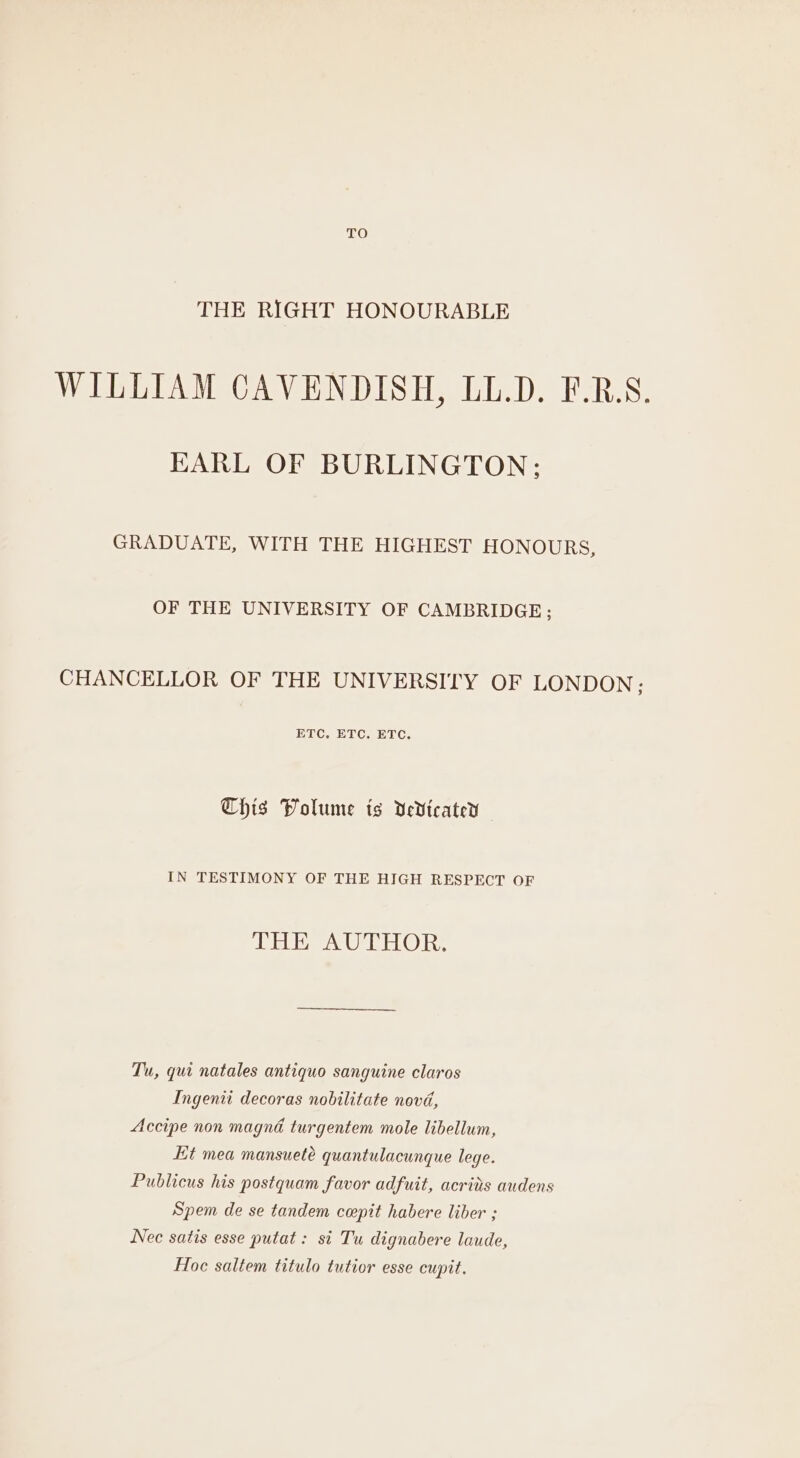 TO
THE RIGHT HONOURABLE
WILLIAM CAVENDISH, LL.D. F.R.S.
EARL OF BURLINGTON;
GRADUATE, WITH THE HIGHEST HONOURS,
OF THE UNIVERSITY OF CAMBRIDGE;
CHANCELLOR OF THE UNIVERSITY OF LONDON;
ETC. ETC. ETC.
This Volume is dedicated
IN TESTIMONY OF THE HIGH RESPECT OF
THE AUTHOR.
Tu, qui natales antiquo sanguine claros
Ingenii decoras nobilitate novâ,
Accipe non magnâ turgentem mole libellum,
Et mea mansuetè quantulacunque lege.
Publicus his postquam favor adfuit, acriùs audens
Spem de se tandem cœpit habere liber;
Nec satis esse putat: si Tu dignabere laude,
Hoc saltem titulo tutior esse cupit.